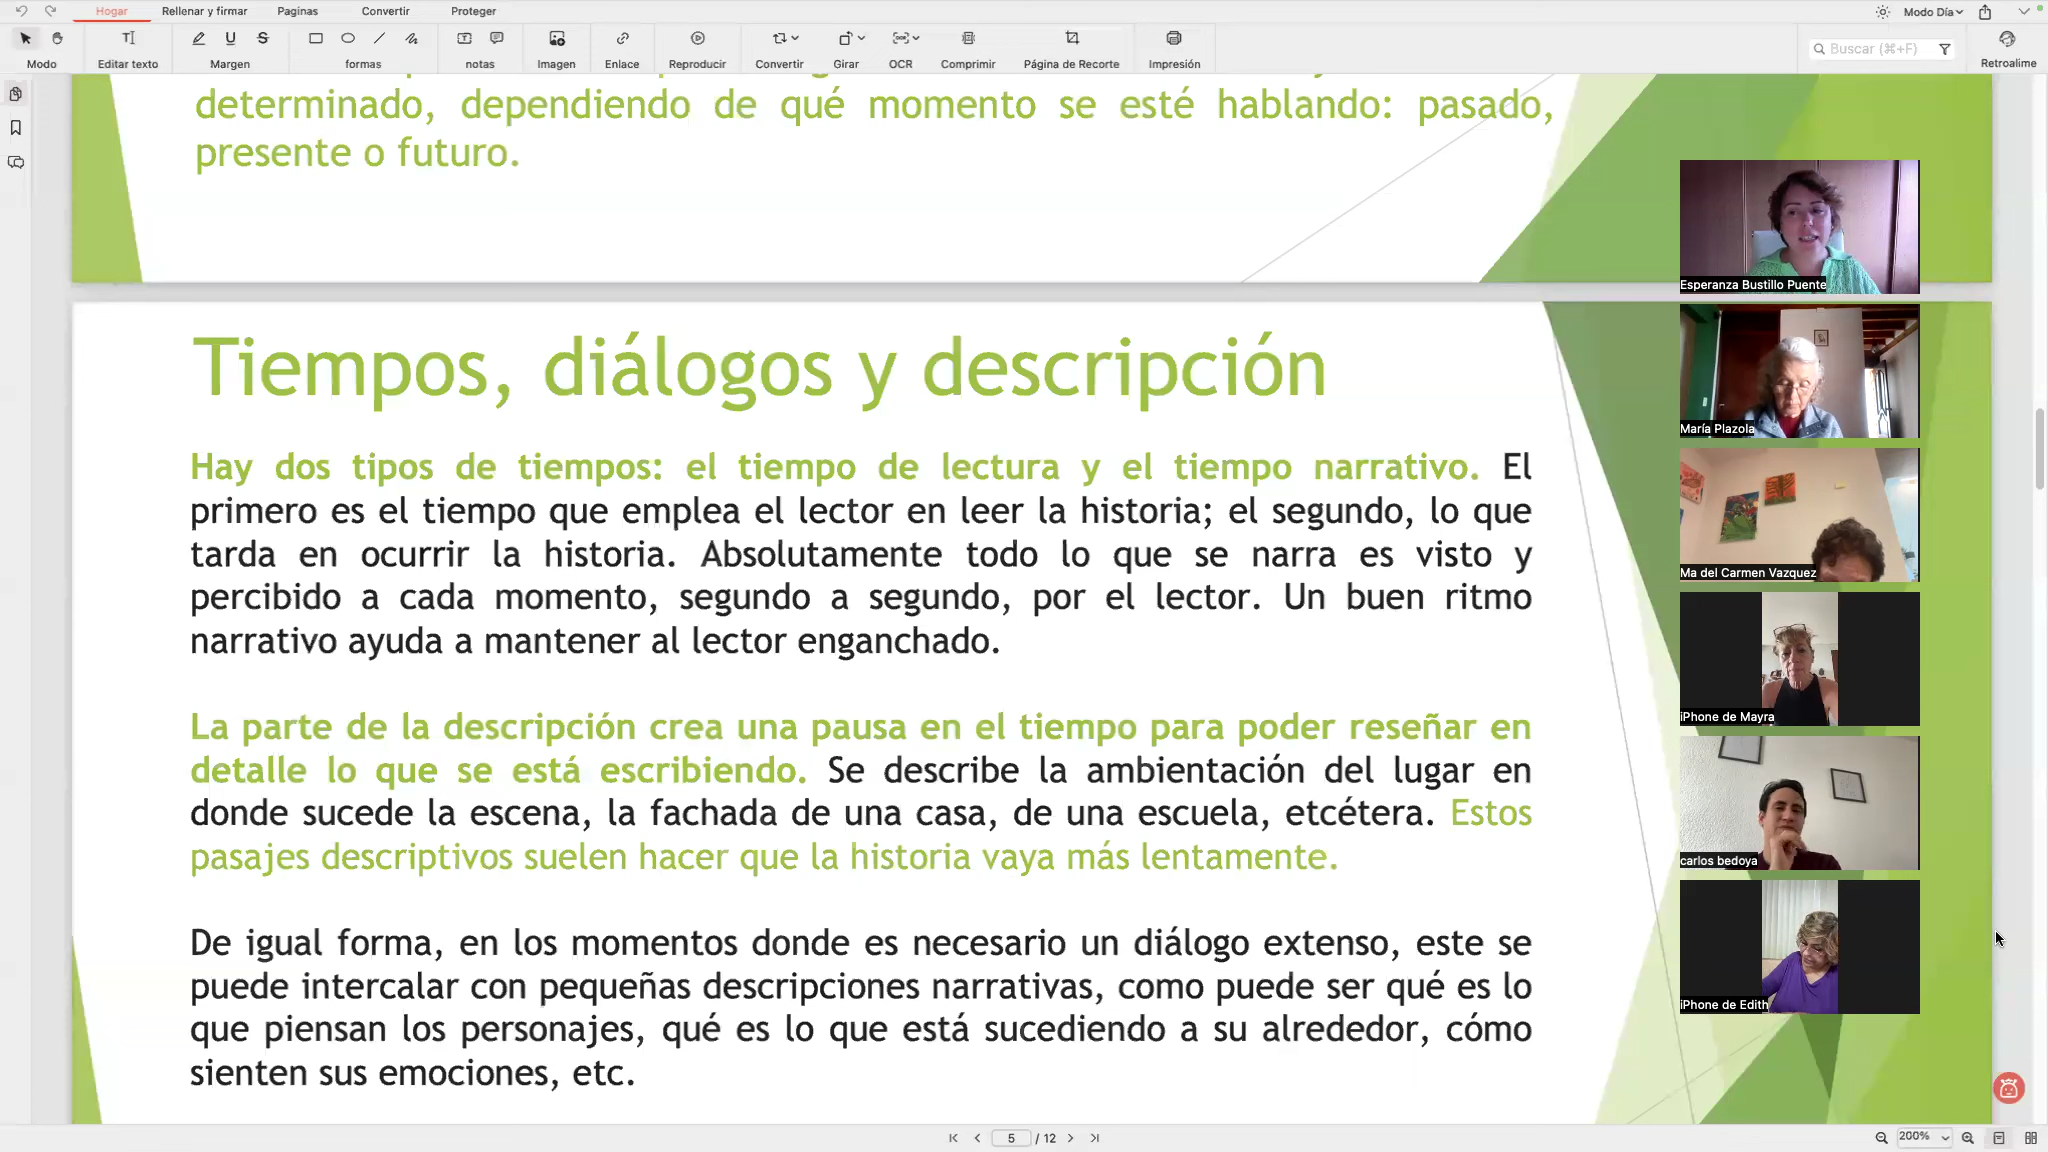 Hogar
Rellenar y firmar
Paginas
Convertir
Proteger
Modo Día
Modo
Editar texto
Margen
formas
notas
Imagen
Enlace
Reproducir
Convertir
Girar
OCR
Comprimir
Página de Recorte
Impresión
Buscar (⌘+F)
Retroalime
determinado, dependiendo de qué momento se esté hablando: pasado,
presente o futuro.
Tiempos, diálogos y descripción
Hay dos tipos de tiempos: el tiempo de lectura y el tiempo narrativo. El
primero es el tiempo que emplea el lector en leer la historia; el segundo, lo que
tarda en ocurrir la historia. Absolutamente todo lo que se narra es visto y
percibido a cada momento, segundo a segundo, por el lector. Un buen ritmo
narrativo ayuda a mantener al lector enganchado.
La parte de la descripción crea una pausa en el tiempo para poder reseñar en
detalle lo que se está escribiendo. Se describe la ambientación del lugar en
donde sucede la escena, la fachada de una casa, de una escuela, etcétera. Estos
pasajes descriptivos suelen hacer que la historia vaya más lentamente.
De igual forma, en los momentos donde es necesario un diálogo extenso, este se
puede intercalar con pequeñas descripciones narrativas, como puede ser qué es lo
que piensan los personajes, qué es lo que está sucediendo a su alrededor, cómo
sienten sus emociones, etc.
Esperanza Bustillo Puente
María Plazola
Ma del Carmen Vazquez
iPhone de Mayra
carlos bedoya
iPhone de Edith
5 / 12
200%